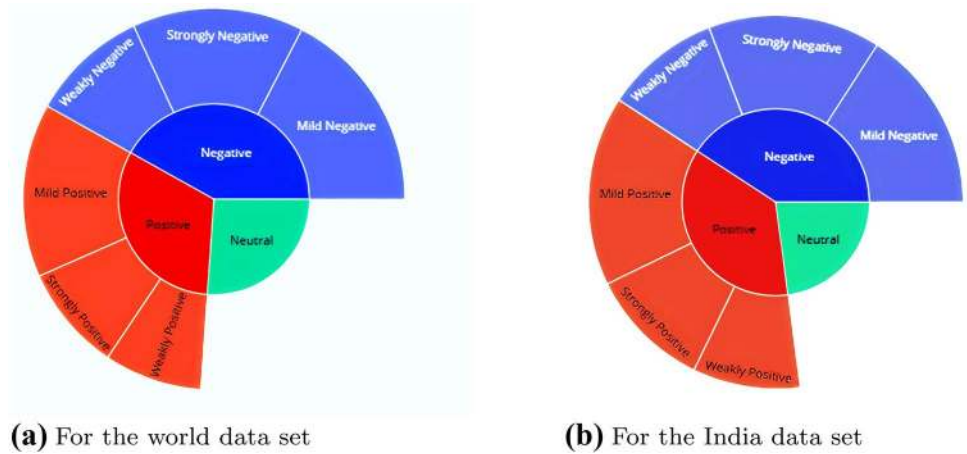 Strongly Negative
Weakly Negative
Mild Negative
Negative
Mild Positive
Positive
Neutral
Strongly Positive
Weakly Positive
(a) For the world data set
Strongly Negative
Weakly Negative
Mild Negative
Negative
Mild Positive
Positive
Neutral
Strongly Positive
Weakly Positive
(b) For the India data set